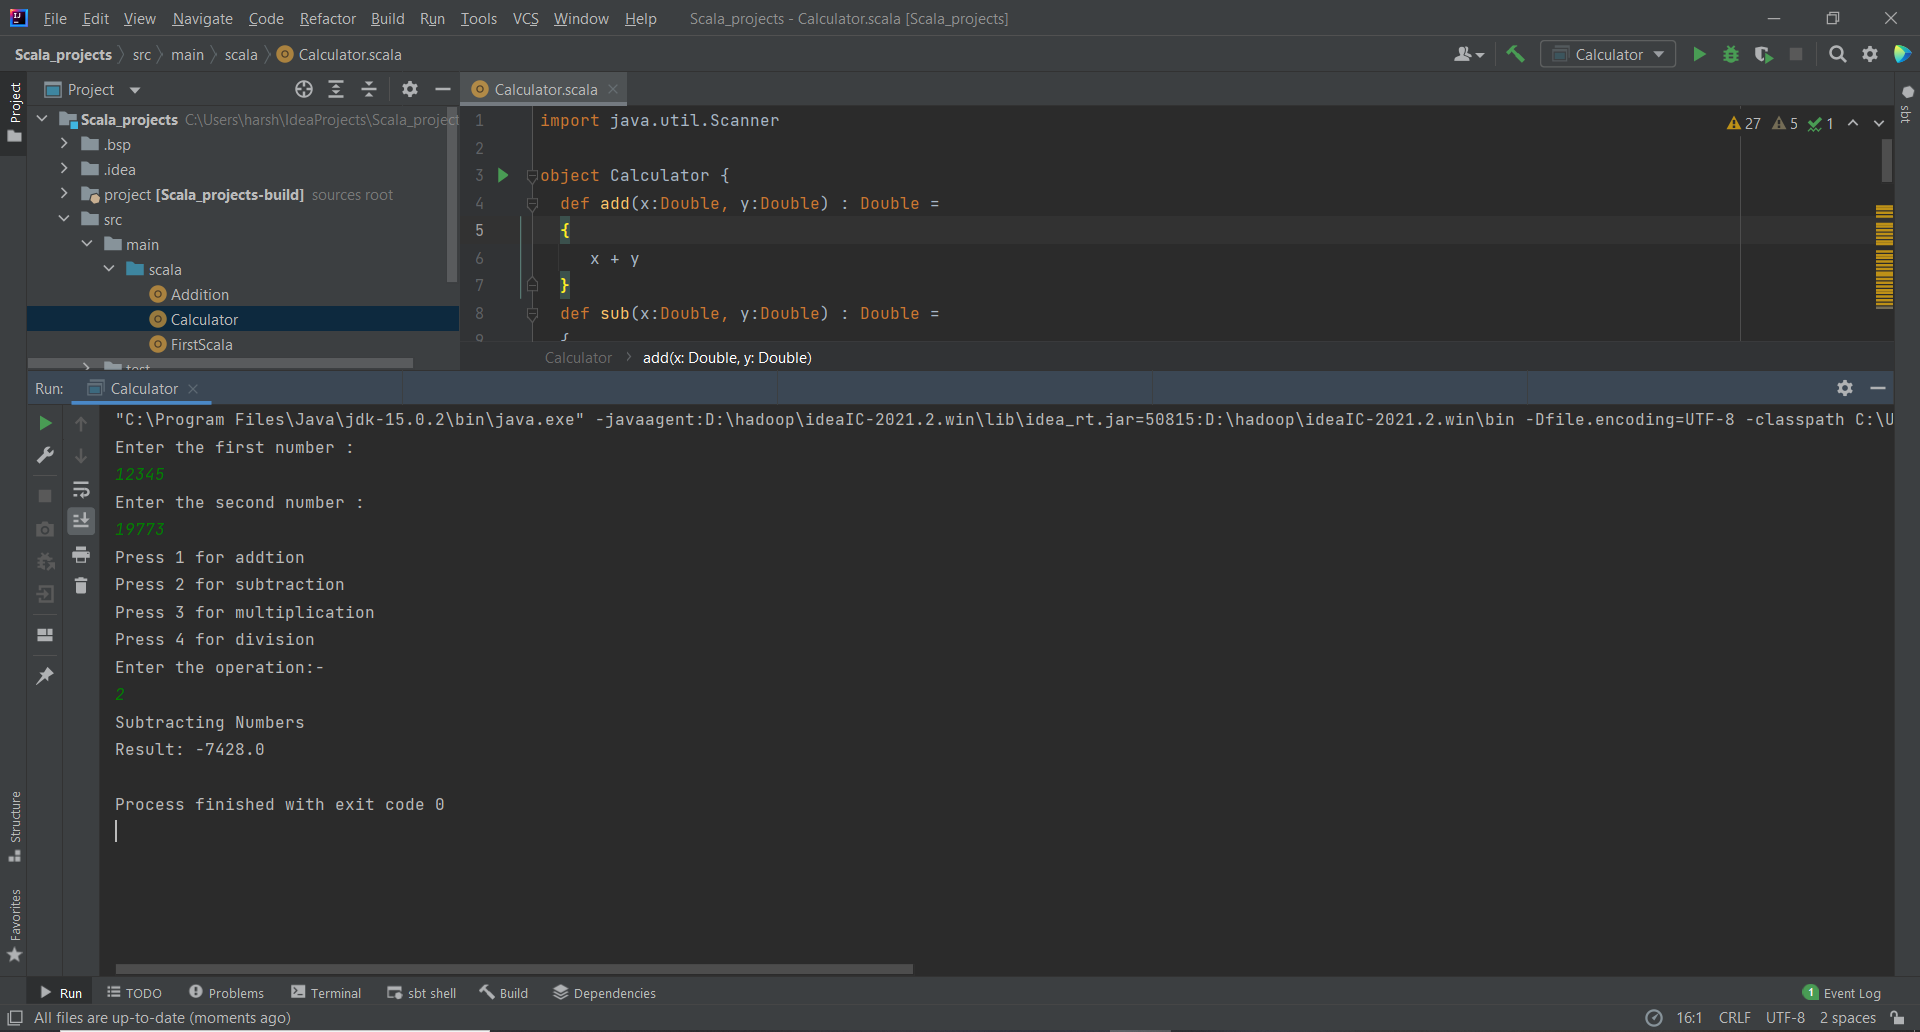 File Edit View Navigate Code Refactor Build Run Tools VCS Window Help Scala_projects - Calculator.scala [Scala_projects]
Scala_projects src main scala Calculator.scala Calculator
Project
Calculator.scala
Project
sbt
Scala_projects C:\Users\harsh\IdeaProjects\Scala_project
.bsp
.idea
project [Scala_projects-build] sources root
src
main
scala
Addition
Calculator
FirstScala
test
27 5 1
1 import java.util.Scanner
2
3 object Calculator {
4 def add(x:Double, y:Double) : Double =
5 {
6 x + y
7 }
8 def sub(x:Double, y:Double) : Double =
9 {
Calculator add(x: Double, y: Double)
Run: Calculator
"C:\Program Files\Java\jdk-15.0.2\bin\java.exe" -javaagent:D:\hadoop\ideaIC-2021.2.win\lib\idea_rt.jar=50815:D:\hadoop\ideaIC-2021.2.win\bin -Dfile.encoding=UTF-8 -classpath C:\U
Enter the first number :
12345
Enter the second number :
19773
Press 1 for addtion
Press 2 for subtraction
Press 3 for multiplication
Press 4 for division
Enter the operation:-
2
Subtracting Numbers
Result: -7428.0
Process finished with exit code 0
Structure
Favorites
Run TODO Problems Terminal sbt shell Build Dependencies 1 Event Log
All files are up-to-date (moments ago) 16:1 CRLF UTF-8 2 spaces